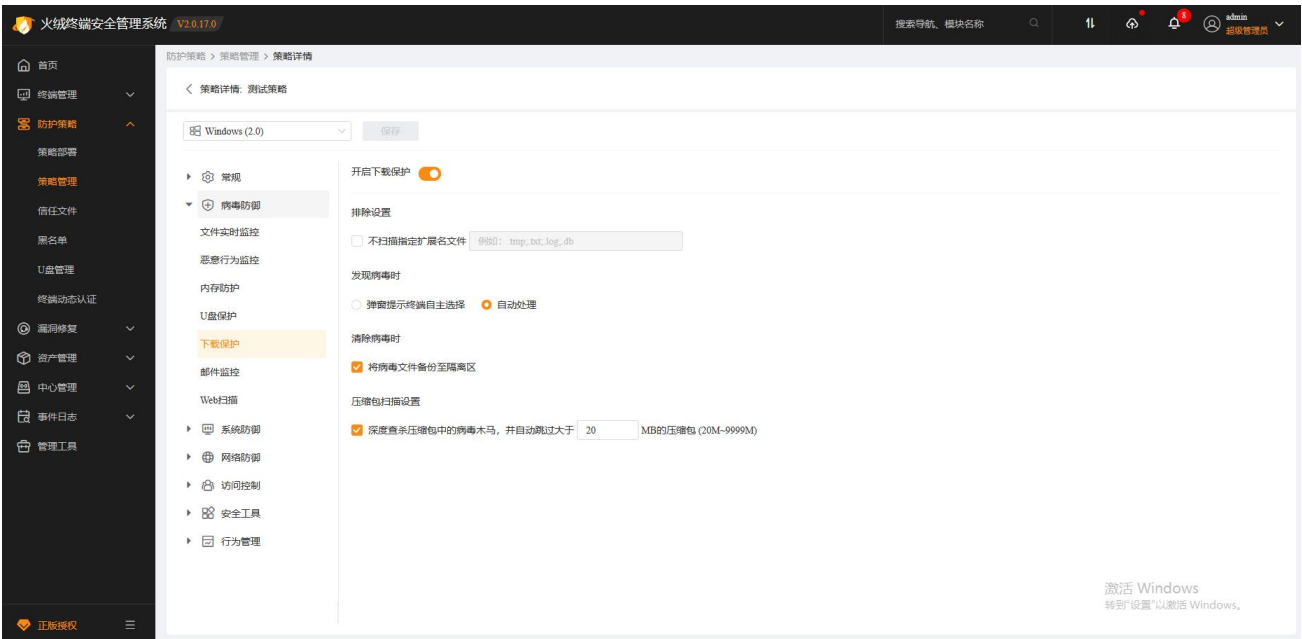 火绒终端安全管理系统 V2.0.17.0
搜索导航、模块名称
8
admin
超级管理员
首页
终端管理
防护策略
策略部署
策略管理
信任文件
黑名单
U盘管理
终端动态认证
漏洞修复
资产管理
中心管理
事件日志
管理工具
正版授权
防护策略 > 策略管理 > 策略详情
策略详情: 测试策略
Windows (2.0)
保存
常规
病毒防御
文件实时监控
恶意行为监控
内存防护
U盘保护
下载保护
邮件监控
Web扫描
系统防御
网络防御
访问控制
安全工具
行为管理
开启下载保护
排除设置
不扫描指定扩展名文件 例如: .tmp;.txt;.log;.db
发现病毒时
弹窗提示终端自主选择 自动处理
清除病毒时
将病毒文件备份至隔离区
压缩包扫描设置
深度查杀压缩包中的病毒木马，并自动跳过大于 20 MB的压缩包 (20M~9999M)
激活 Windows
转到"设置"以激活 Windows。